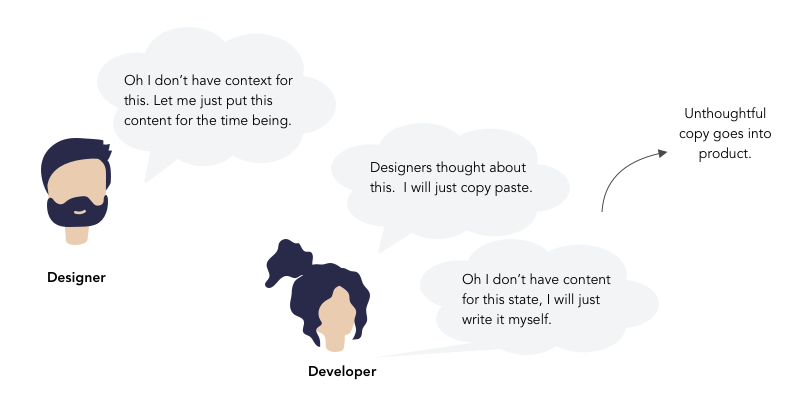 Oh I don't have context for
this. Let me just put this
content for the time being.
Designer
Designers thought about
this.  I will just copy paste.
Oh I don't have content
for this state, I will just
write it myself.
Developer
Unthoughtful
copy goes into
product.